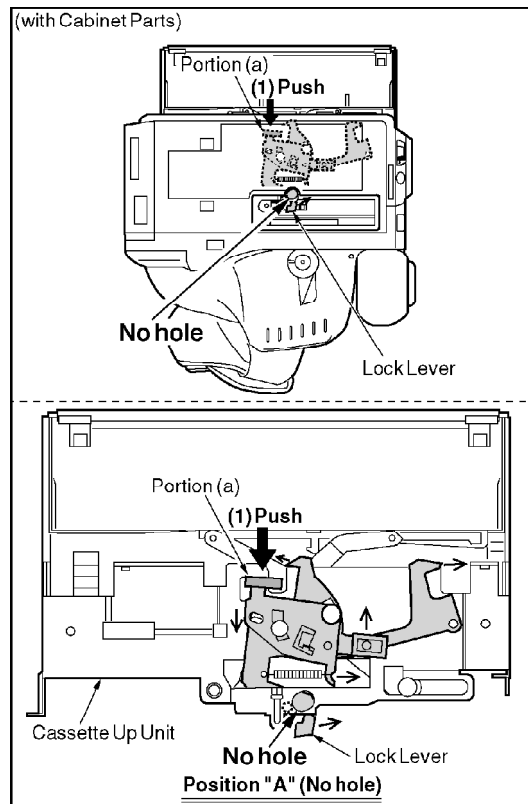 (with Cabinet Parts)
Portion (a)
(1) Push
No hole
Lock Lever
Portion (a)
(1) Push
Cassette Up Unit
No hole
Lock Lever
Position "A" (No hole)